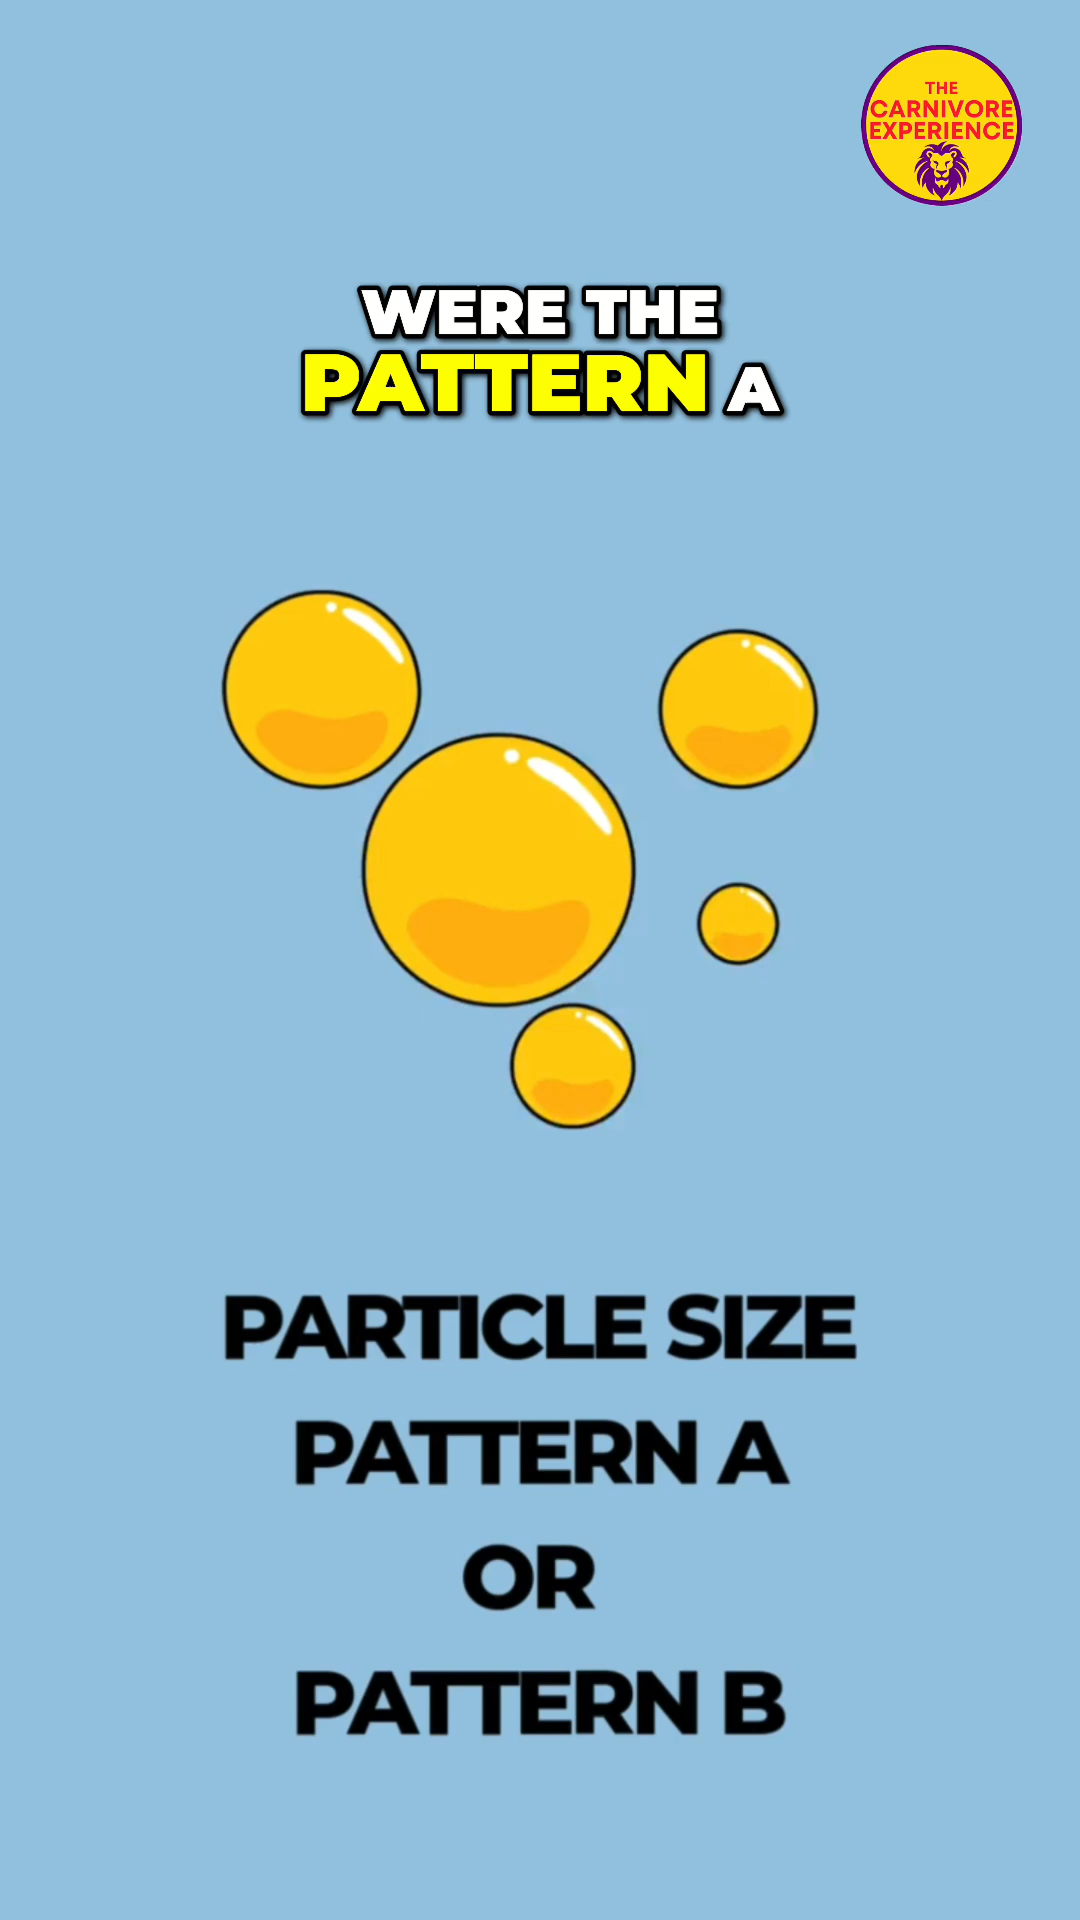 THE
CARNIVORE
EXPERIENCE
WERE THE
PATTERN A
PARTICLE SIZE
PATTERN A
OR
PATTERN B